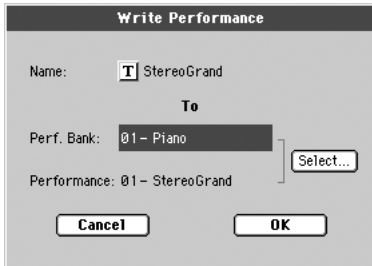 Write Performance
Name: T StereoGrand
To
Perf. Bank: 01- Piano
Select...
Performance: 01- StereoGrand
Cancel OK